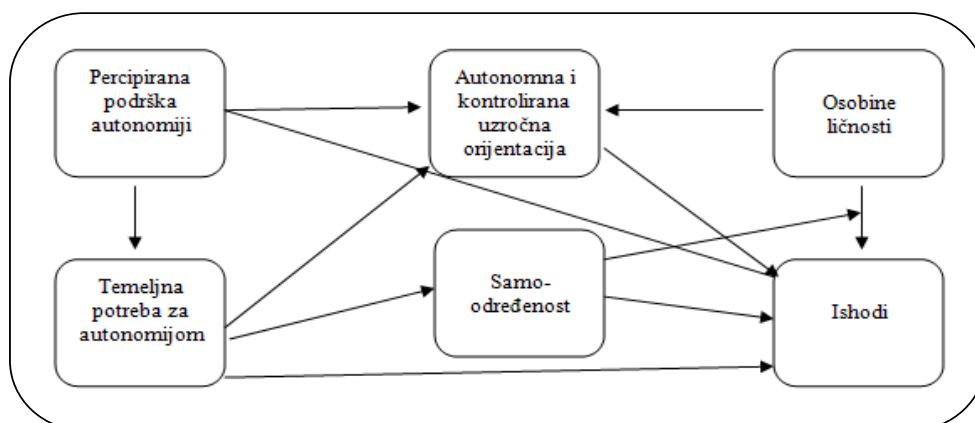 Percipirana
podrška
autonomiji
Autonomna i
kontrolirana
uzročna
orijentacija
Osobine
ličnosti
Temeljna
potreba za
autonomijom
Samo-
određenost
Ishodi